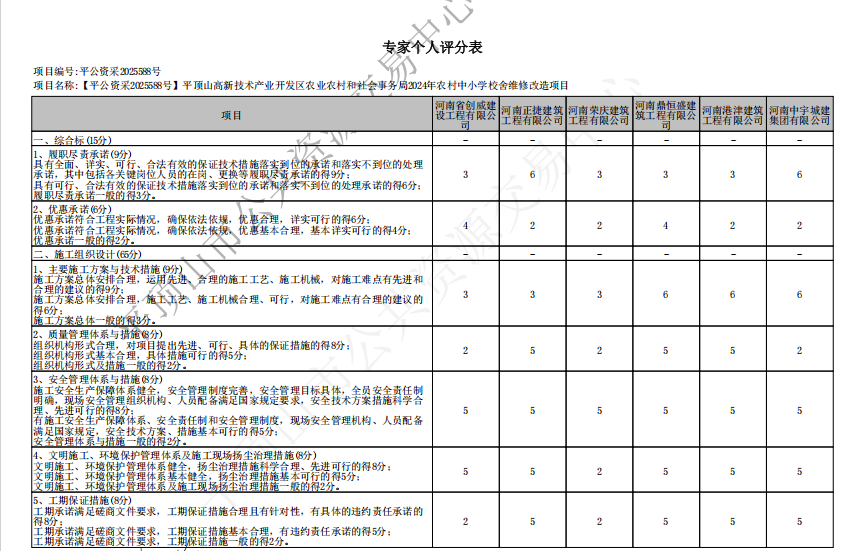 专家个人评分表
项目编号:平公资采2025588号
项目名称:【平公资采2025588号】平顶山高新技术产业开发区农业农村和社会事务局2024年农村中小学校舍维修改造项目
项目
河南省创威建
设工程有限公
司
河南正捷建筑
工程有限公司
河南荣庆建筑
工程有限公司
河南鼎恒盛建
筑工程有限公
司
河南港津建筑
工程有限公司
河南中宇城建
集团有限公司
一、综合标(15分) - - - - - -
1、履职尽责承诺(9分)
具有全面、详实、可行、合法有效的保证技术措施落实到位的承诺和落实不到位的处理
承诺，其中包括各关键岗位人员的在岗、更换等履职尽责承诺的得9分；
具有可行、合法有效的保证技术措施落实到位的承诺和落实不到位的处理承诺的得6分；
履职尽责承诺一般的得3分。
3 6 3 3 3 6
2、优惠承诺(6分)
优惠承诺符合工程实际情况，确保依法依规，优惠合理，详实可行的得6分；
优惠承诺符合工程实际情况，确保依法依规，优惠基本合理，基本详实可行的得4分；
优惠承诺一般的得2分。
4 2 2 4 2 2
二、施工组织设计(65分) - - - - - -
1、主要施工方案与技术措施(9分)
施工方案总体安排合理，运用先进、合理的施工工艺、施工机械，对施工难点有先进和
合理的建议的得9分；
施工方案总体安排合理，施工工艺、施工机械合理、可行，对施工难点有合理的建议的
得6分；
施工方案总体一般的得3分。
3 3 3 6 6 6
2、质量管理体系与措施(8分)
组织机构形式合理，对项目提出先进、可行、具体的保证措施的得8分；
组织机构形式基本合理，具体措施可行的得5分；
组织机构形式及措施一般的得2分。
2 5 2 5 5 2
3、安全管理体系与措施(8分)
施工安全生产保障体系健全，安全管理制度完善，安全管理目标具体，全员安全责任制
明确，现场安全管理组织机构、人员配备满足国家规定要求，安全技术方案措施科学合
理、先进可行的得8分；
有施工安全生产保障体系、安全责任制和安全管理制度，现场安全管理机构、人员配备
满足国家规定，安全技术方案、措施基本可行的得5分；
安全管理体系与措施一般的得2分。
5 5 5 5 5 5
4、文明施工、环境保护管理体系及施工现场扬尘治理措施(8分)
文明施工、环境保护管理体系健全，扬尘治理措施科学合理、先进可行的得8分；
文明施工、环境保护管理体系基本健全，扬尘治理措施基本可行的得5分；
文明施工、环境保护管理体系及施工现场扬尘治理措施一般的得2分。
5 5 2 5 5 5
5、工期保证措施(8分)
工期承诺满足磋商文件要求，工期保证措施合理且有针对性，有具体的违约责任承诺的
得8分；
工期承诺满足磋商文件要求，工期保证措施基本合理，有违约责任承诺的得5分；
工期承诺满足磋商文件要求，工期保证措施一般的得2分。
2 5 2 5 5 5
平顶山市公共资源交易中心
平顶山市公共资源交易中心